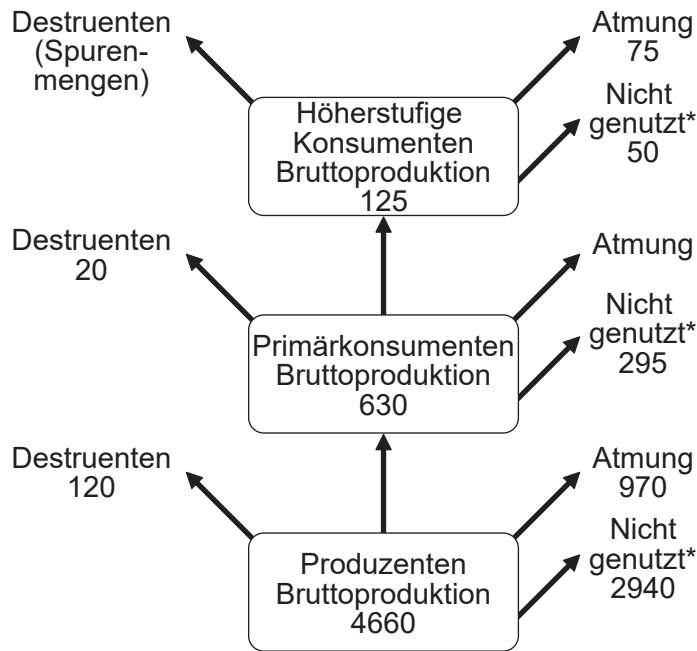 Destruenten
(Spuren-
mengen)
Atmung
75
Nicht
genutzt*
50
Höherstufige
Konsumenten
Bruttoproduktion
125
Destruenten
20
Atmung
Nicht
genutzt*
295
Primärkonsumenten
Bruttoproduktion
630
Destruenten
120
Atmung
970
Nicht
genutzt*
2940
Produzenten
Bruttoproduktion
4660